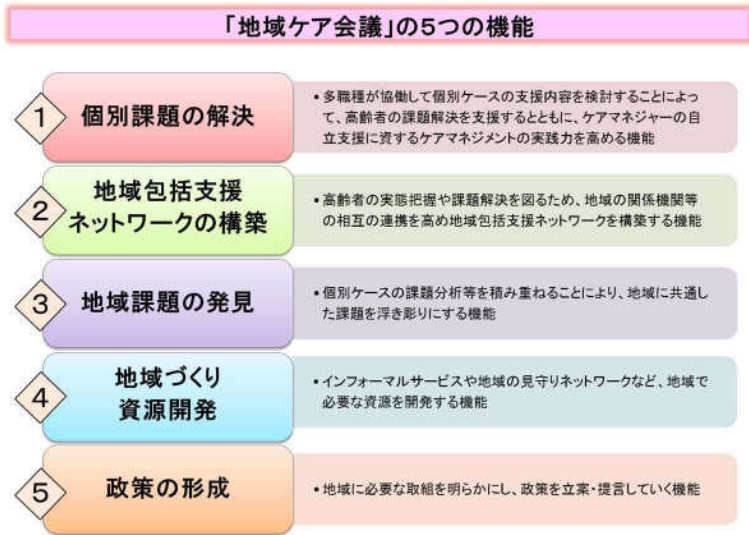 「地域ケア会議」の5つの機能
1
個別課題の解決
•多職種が協働して個別ケースの支援内容を検討することによっ
て、高齢者の課題解決を支援するとともに、ケアマネジャーの自
立支援に資するケアマネジメントの実践力を高める機能
2
地域包括支援
ネットワークの構築
•高齢者の実態把握や課題解決を図るため、地域の関係機関等
の相互の連携を高め地域包括支援ネットワークを構築する機能
3
地域課題の発見
•個別ケースの課題分析等を積み重ねることにより、地域に共通し
た課題を浮き彫りにする機能
4
地域づくり
資源開発
•インフォーマルサービスや地域の見守りネットワークなど、地域で
必要な資源を開発する機能
5
政策の形成
•地域に必要な取組を明らかにし、政策を立案・提言していく機能